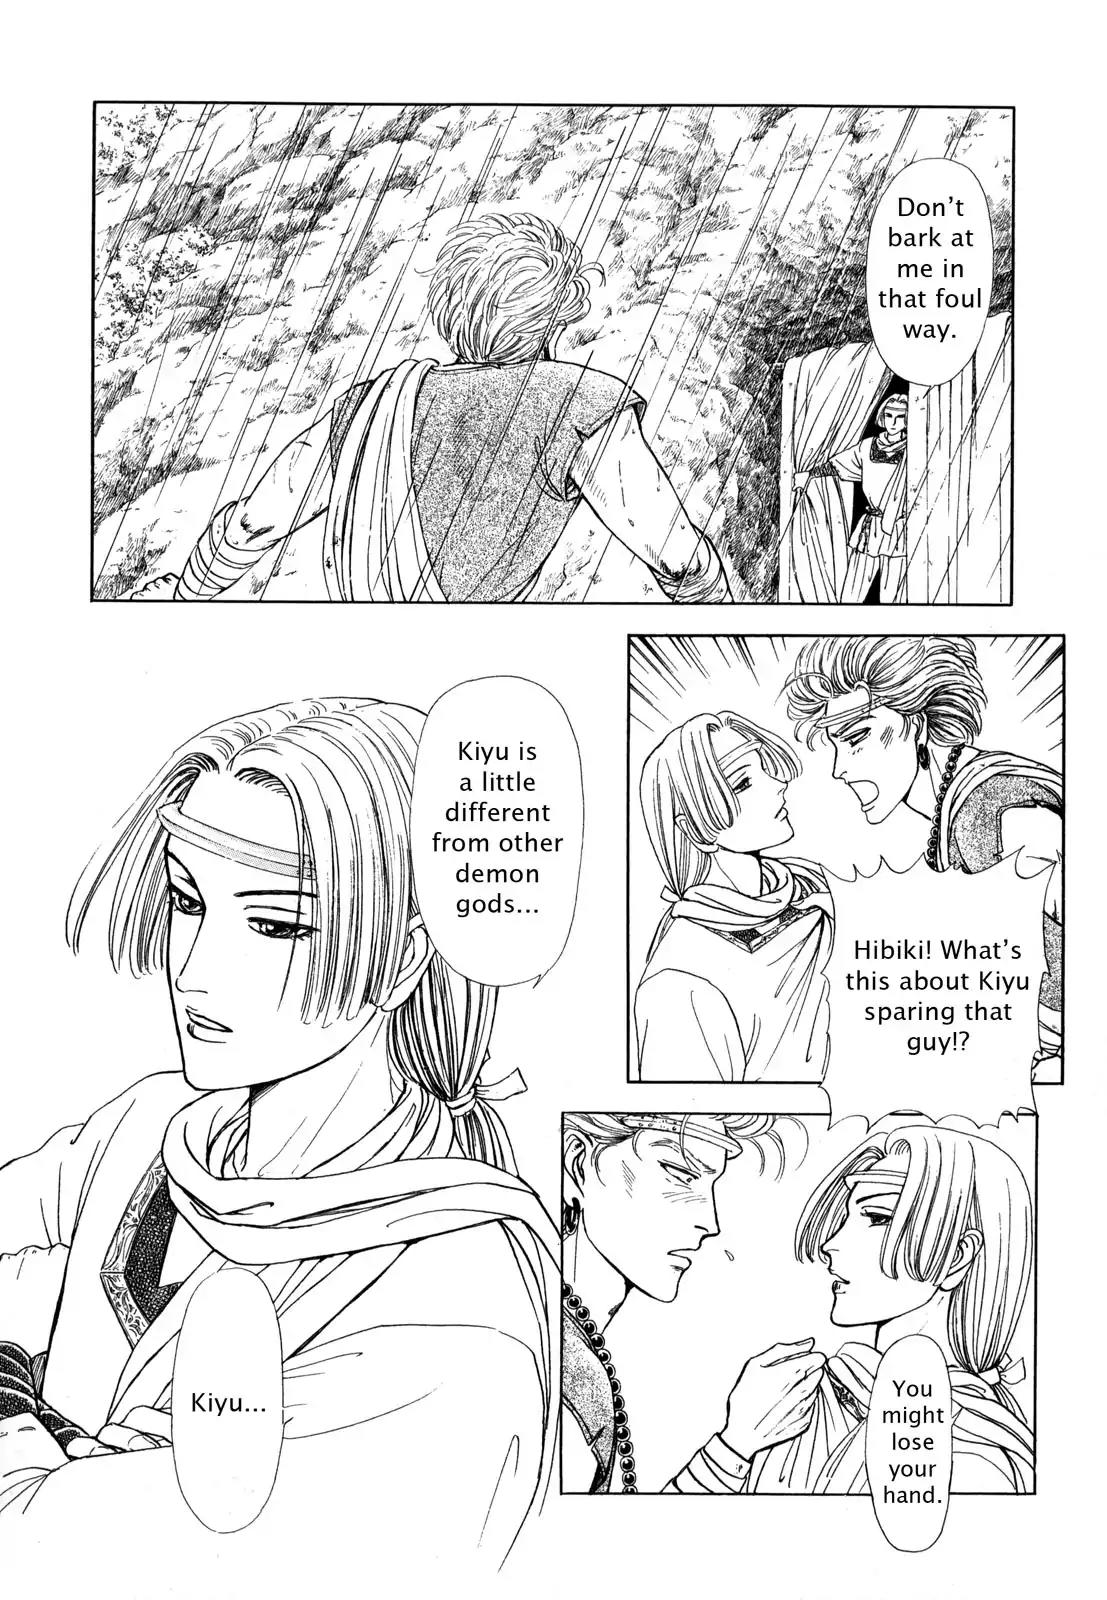 Don't
bark at
me in
that foul
way.
Hibiki! What's
this about Kiyu
sparing that
guy!?
You
might
lose
your
hand.
Kiyu is
a little
different
from other
demon
gods...
Kiyu...